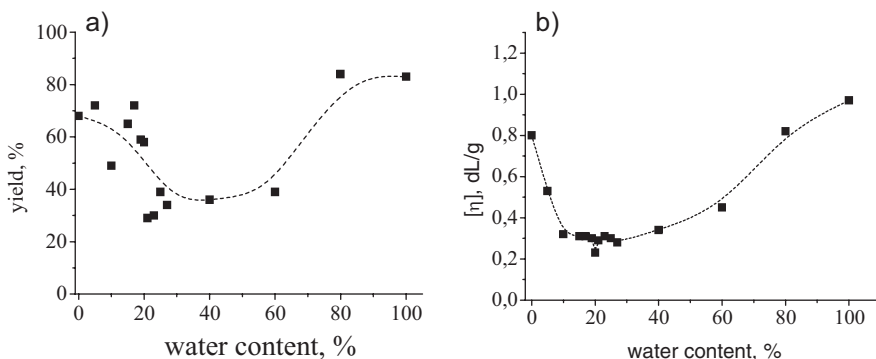 a)
100
80
60
40
20
0
yield, %
0 20 40 60 80 100
water content, %
b)
1,2
1,0
0,8
0,6
0,4
0,2
0,0
[η], dL/g
0 20 40 60 80 100
water content, %